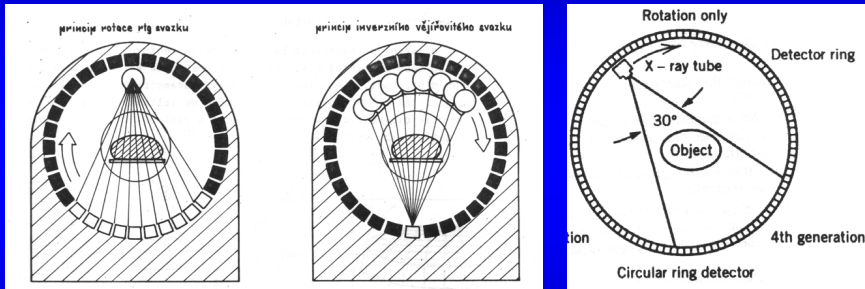 princip rotace rtg svazku
princip inverzního vějířovitého svazku
Rotation only
Detector ring
X – ray tube
30°
Object
tion
4th generation
Circular ring detector